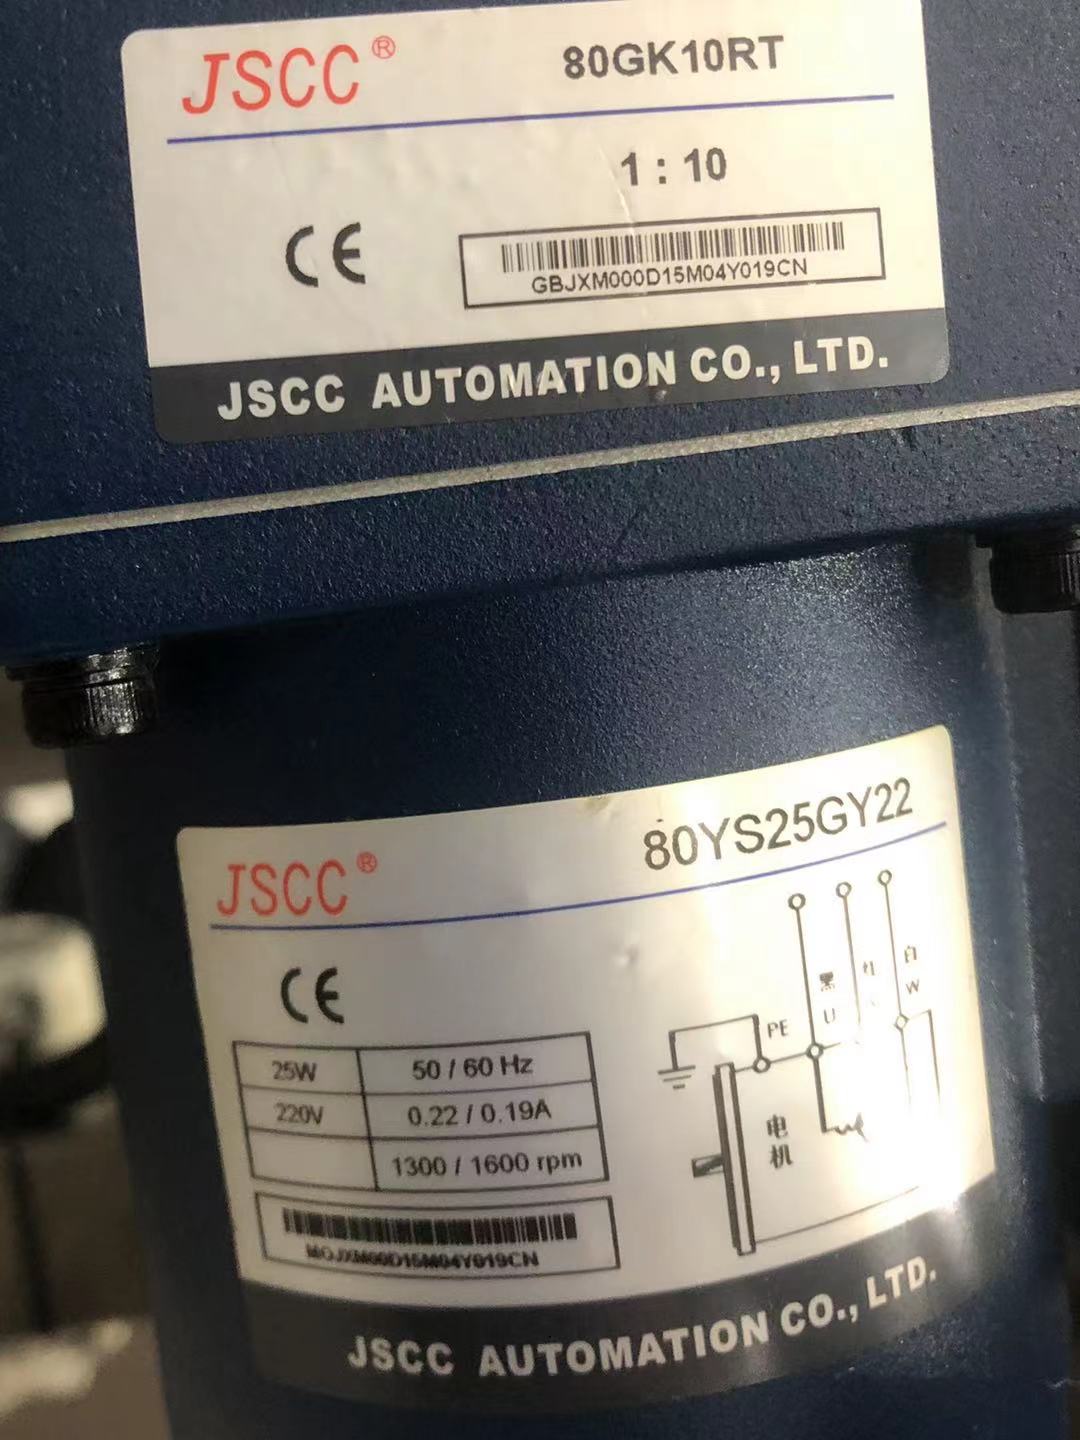 JSCC® 80GK10RT
1 : 10
CE
GBJXM000D15M04Y019CN
JSCC AUTOMATION CO., LTD.
JSCC® 80YS25GY22
CE
25W 50 / 60 Hz
220V 0.22 / 0.19A
1300 / 1600 rpm
MOJXM00D15M04Y019CN
PE
黑 U
白 W
电机
JSCC AUTOMATION CO., LTD.